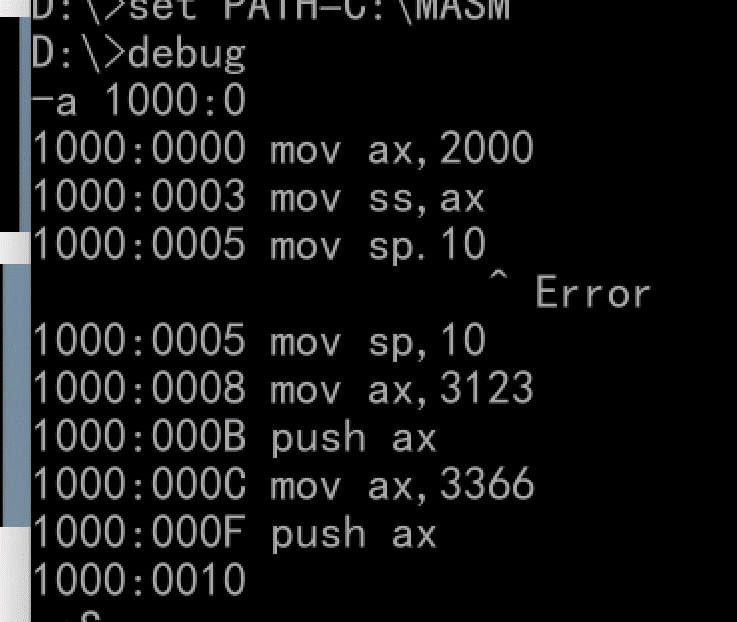 D:\>set PATH=C:\MASM
D:\>debug
-a 1000:0
1000:0000 mov ax,2000
1000:0003 mov ss,ax
1000:0005 mov sp.10
^ Error
1000:0005 mov sp,10
1000:0008 mov ax,3123
1000:000B push ax
1000:000C mov ax,3366
1000:000F push ax
1000:0010